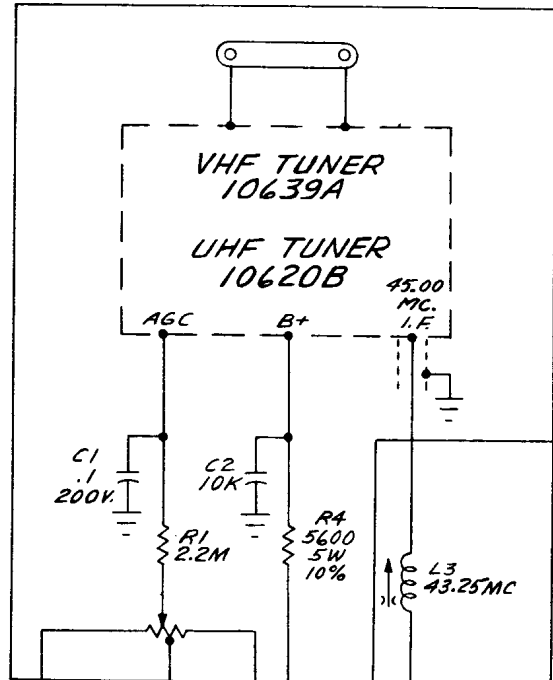 VHF TUNER
10639A
UHF TUNER
10620B
45.00
MC.
I.F.
AGC
B+
C1
.1
200V.
C2
10K
R1
2.2M
R4
5600
5W
10%
L3
43.25MC